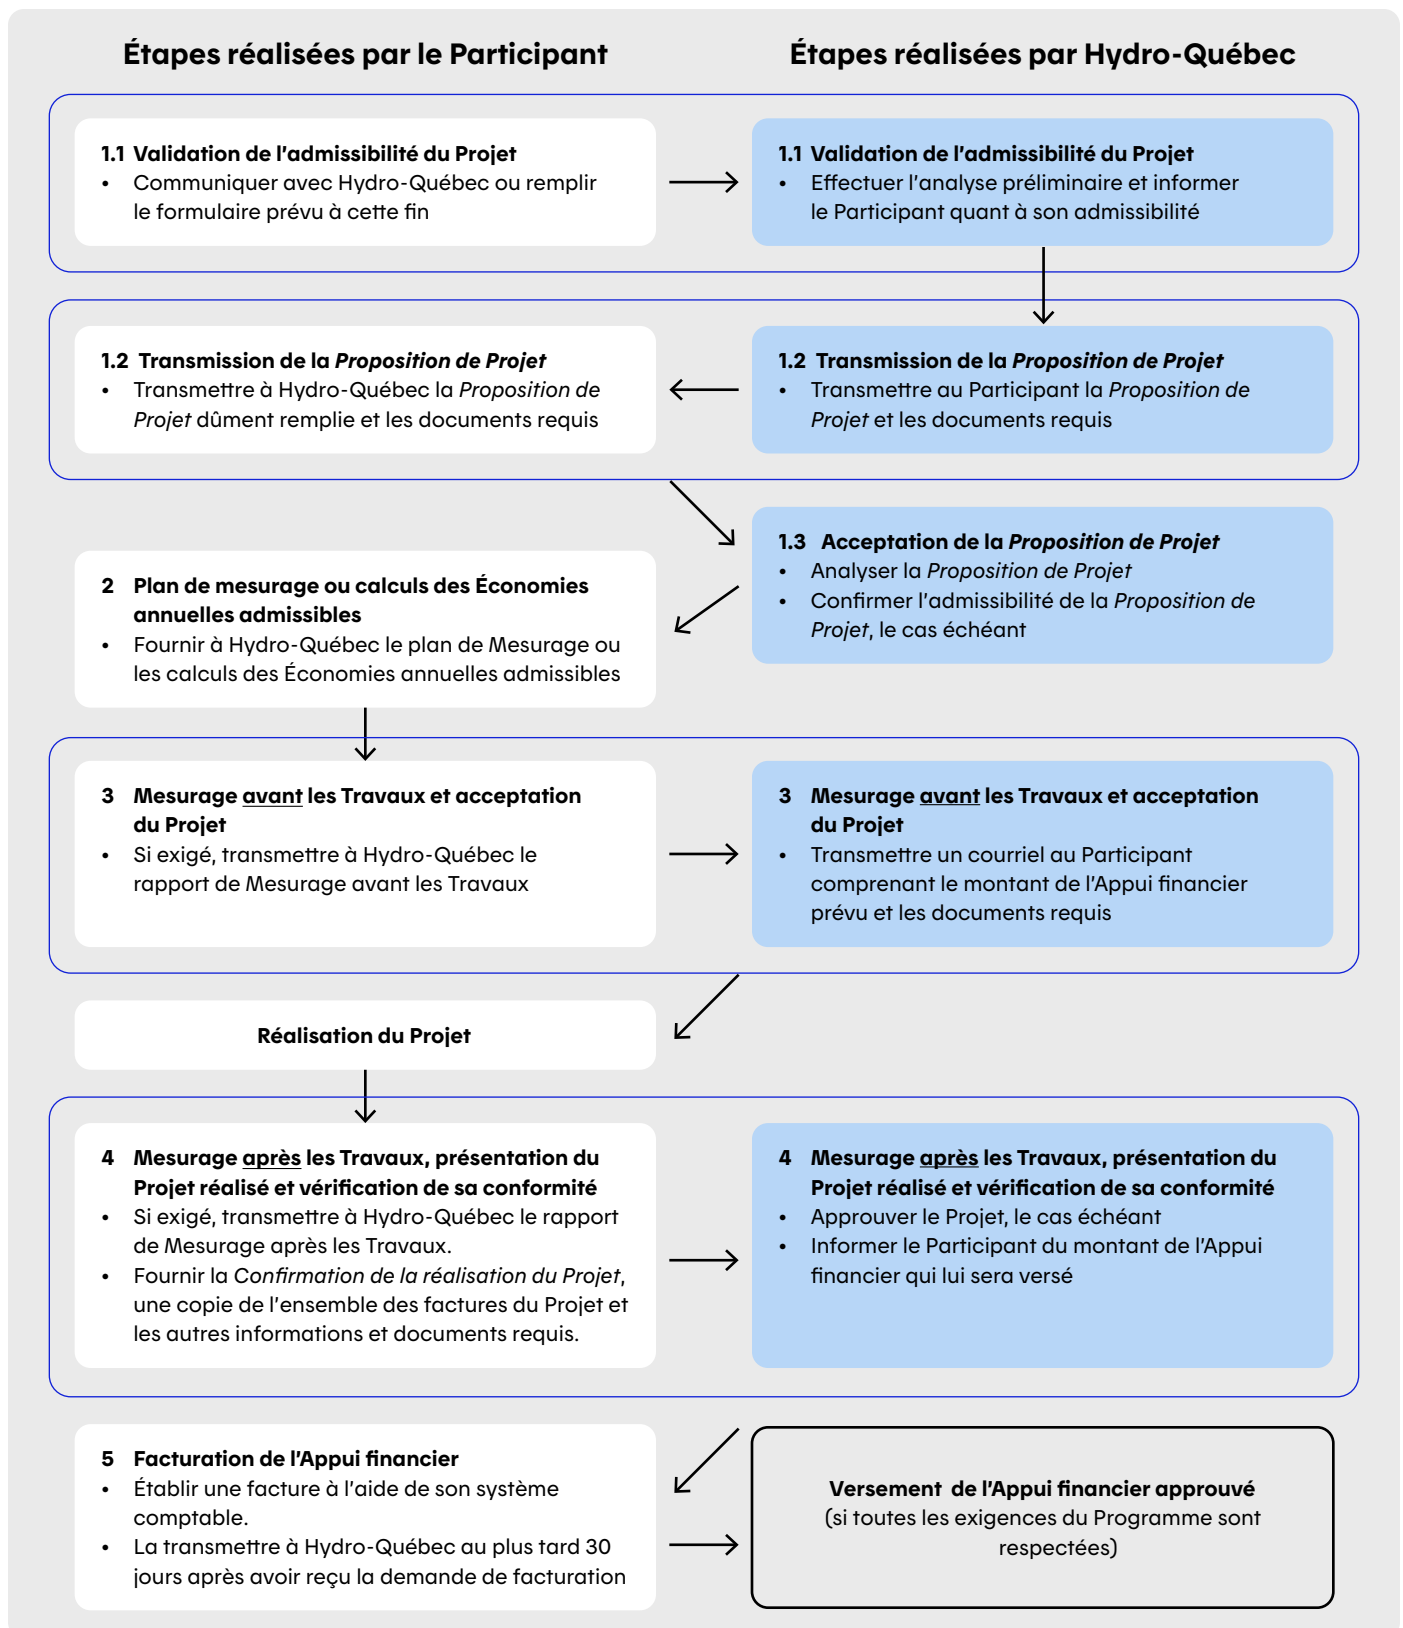 Étapes réalisées par le Participant
Étapes réalisées par Hydro-Québec
1.1 Validation de l'admissibilité du Projet
• Communiquer avec Hydro-Québec ou remplir
le formulaire prévu à cette fin
1.1 Validation de l'admissibilité du Projet
• Effectuer l'analyse préliminaire et informer
le Participant quant à son admissibilité
1.2 Transmission de la Proposition de Projet
• Transmettre à Hydro-Québec la Proposition de
Projet dûment remplie et les documents requis
1.2 Transmission de la Proposition de Projet
• Transmettre au Participant la Proposition de
Projet et les documents requis
1.3 Acceptation de la Proposition de Projet
• Analyser la Proposition de Projet
• Confirmer l'admissibilité de la Proposition de
Projet, le cas échéant
2 Plan de mesurage ou calculs des Économies
annuelles admissibles
• Fournir à Hydro-Québec le plan de Mesurage ou
les calculs des Économies annuelles admissibles
3 Mesurage avant les Travaux et acceptation
du Projet
• Si exigé, transmettre à Hydro-Québec le
rapport de Mesurage avant les Travaux
3 Mesurage avant les Travaux et acceptation
du Projet
• Transmettre un courriel au Participant
comprenant le montant de l'Appui financier
prévu et les documents requis
Réalisation du Projet
4 Mesurage après les Travaux, présentation du
Projet réalisé et vérification de sa conformité
• Si exigé, transmettre à Hydro-Québec le rapport
de Mesurage après les Travaux.
• Fournir la Confirmation de la réalisation du Projet,
une copie de l'ensemble des factures du Projet et
les autres informations et documents requis.
4 Mesurage après les Travaux, présentation du
Projet réalisé et vérification de sa conformité
• Approuver le Projet, le cas échéant
• Informer le Participant du montant de l'Appui
financier qui lui sera versé
5 Facturation de l'Appui financier
• Établir une facture à l'aide de son système
comptable.
• La transmettre à Hydro-Québec au plus tard 30
jours après avoir reçu la demande de facturation
Versement de l'Appui financier approuvé
(si toutes les exigences du Programme sont
respectées)